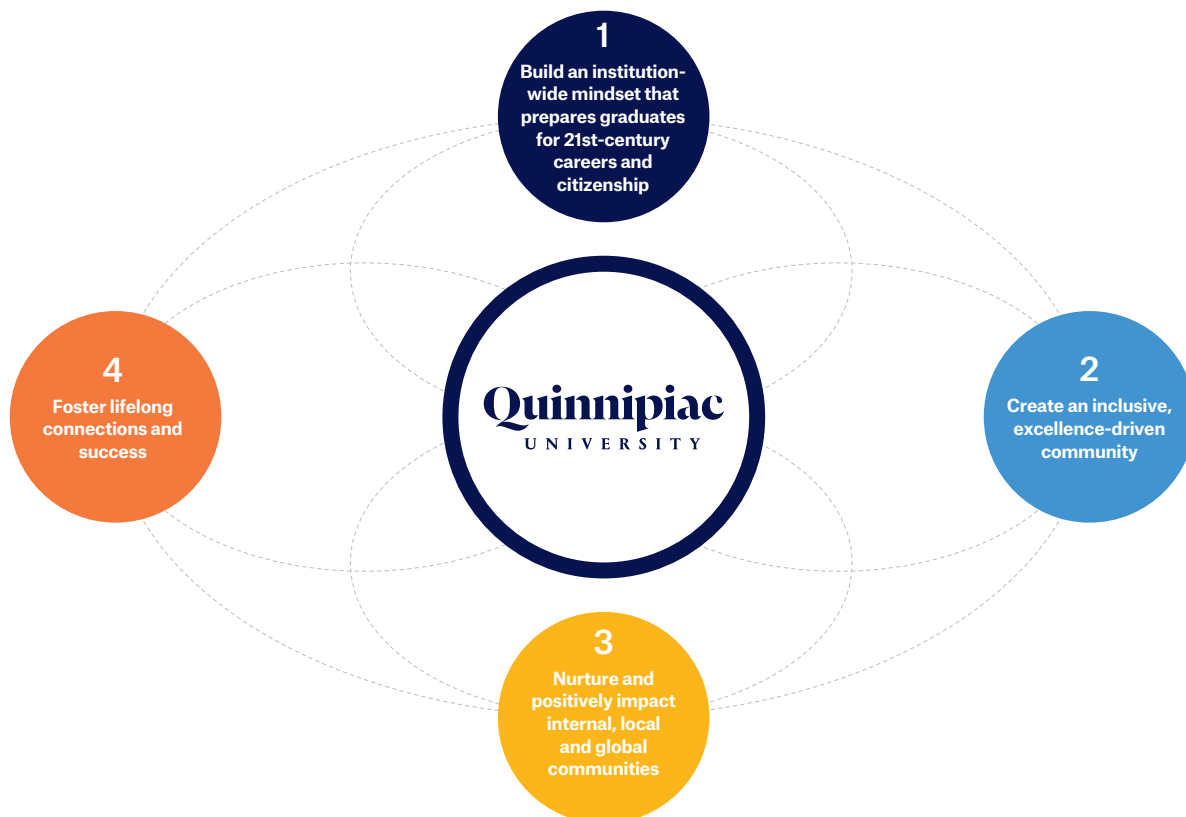 1
Build an institution-
wide mindset that
prepares graduates
for 21st-century
careers and
citizenship
2
Create an inclusive,
excellence-driven
community
3
Nurture and
positively impact
internal, local
and global
communities
4
Foster lifelong
connections and
success
Quinnipiac
UNIVERSITY